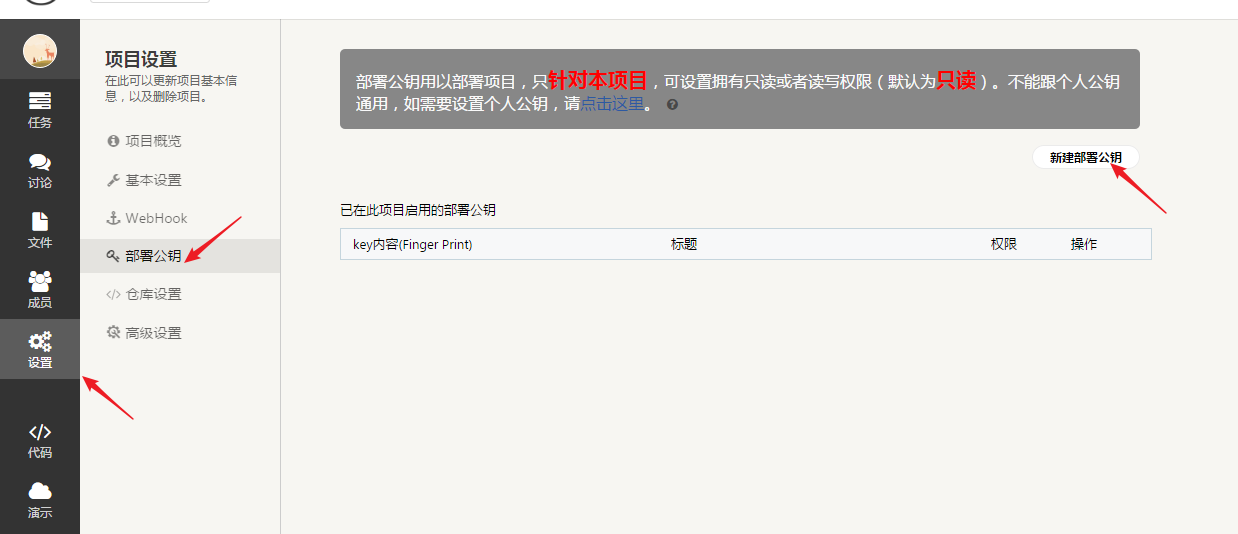 任务
讨论
文件
成员
设置
代码
演示
项目设置
在此可以更新项目基本信
息，以及删除项目。
项目概览
基本设置
WebHook
部署公钥
仓库设置
高级设置
部署公钥用以部署项目，只针对本项目，可设置拥有只读或者读写权限（默认为只读）。不能跟个人公钥
通用，如需要设置个人公钥，请点击这里。
新建部署公钥
已在此项目启用的部署公钥
key内容(Finger Print) 标题 权限 操作